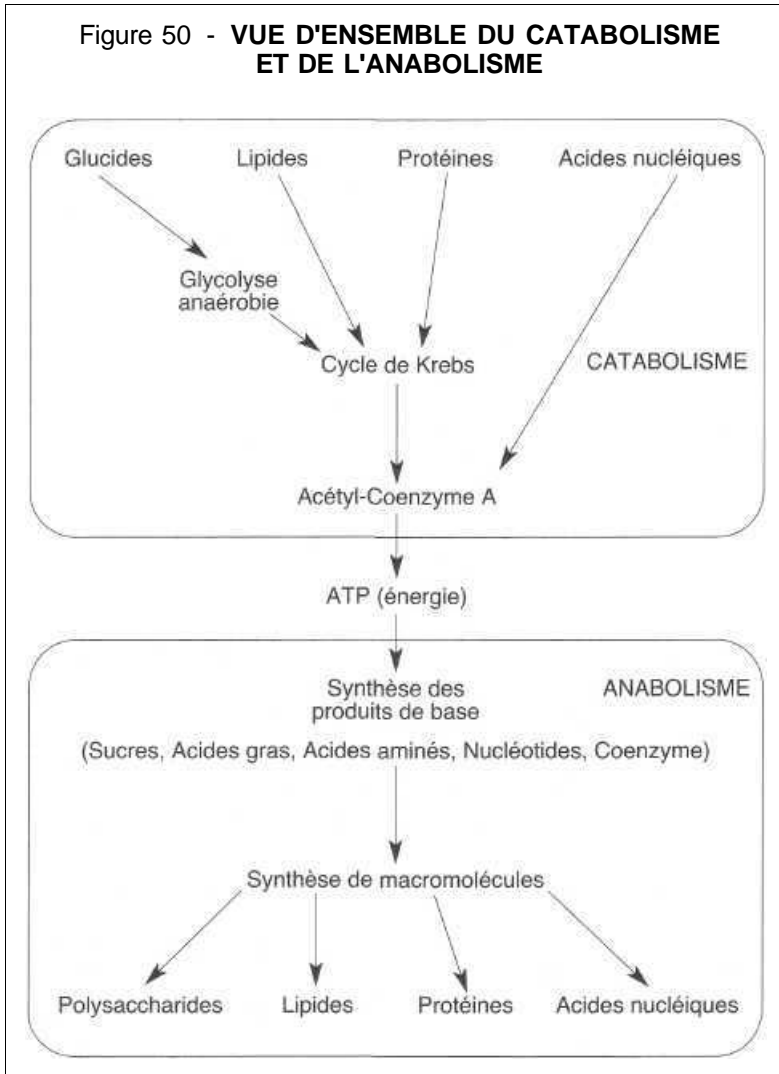 Figure 50 - VUE D'ENSEMBLE DU CATABOLISME
ET DE L'ANABOLISME
Glucides Lipides Protéines Acides nucléiques
Glycolyse
anaérobie
Cycle de Krebs CATABOLISME
Acétyl-Coenzyme A
ATP (énergie)
Synthèse des ANABOLISME
produits de base
(Sucres, Acides gras, Acides aminés, Nucléotides, Coenzyme)
Synthèse de macromolécules
Polysaccharides Lipides Protéines Acides nucléiques